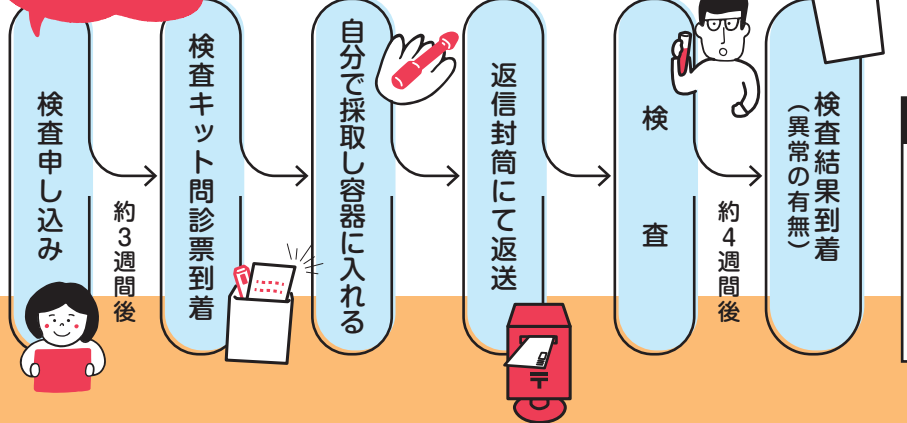 検査申し込み
約3週間後
検査キット問診票到着
自分で採取し容器に入れる
返信封筒にて返送
検査
約4週間後
検査結果到着
（異常の有無）